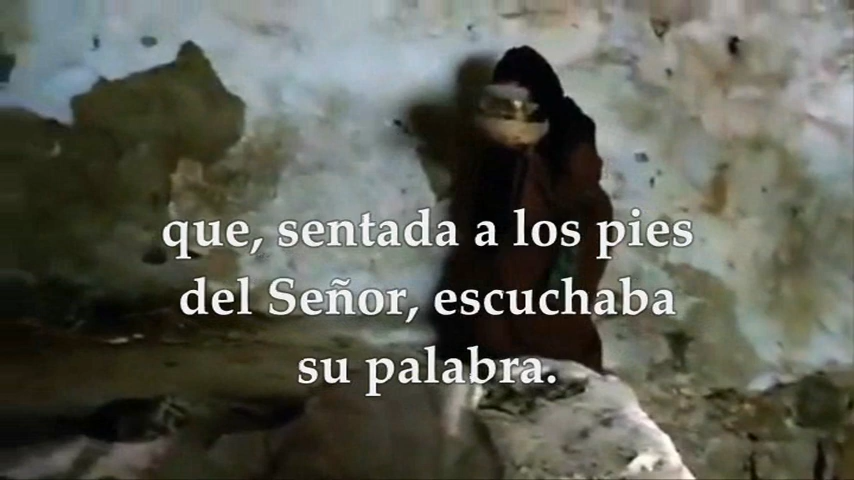 que, sentada a los pies
del Señor, escuchaba
su palabra.